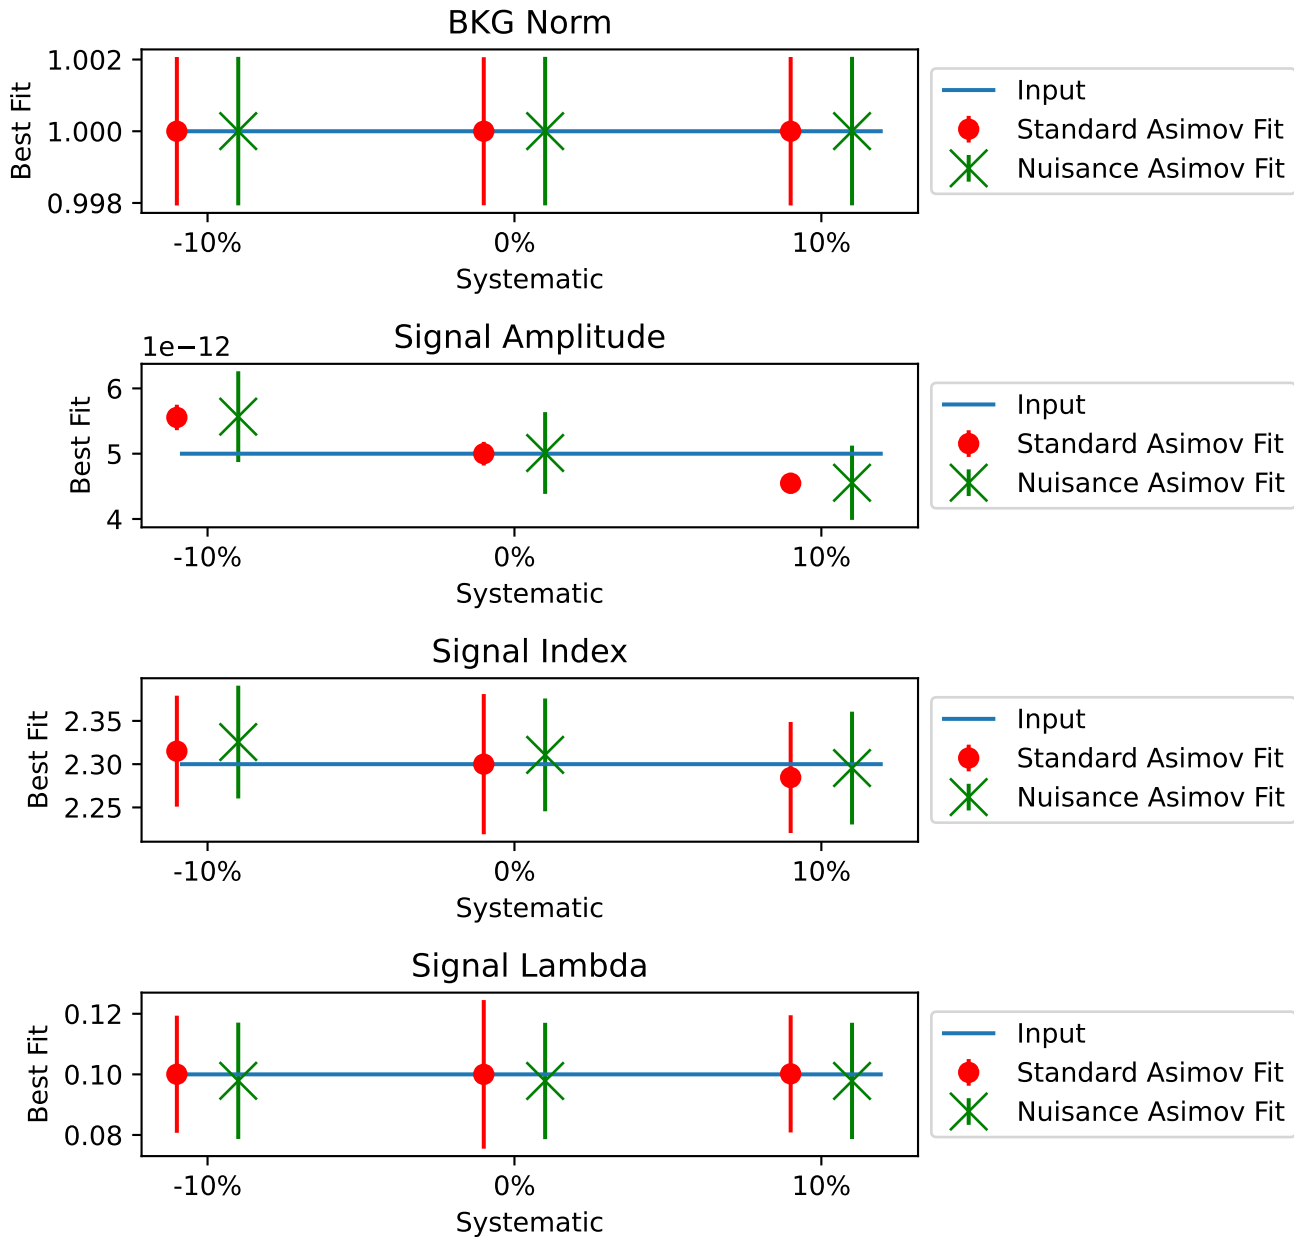 BKG Norm
1.002
1.000
0.998
Best Fit
-10%
0%
10%
Systematic
Input
Standard Asimov Fit
Nuisance Asimov Fit
Signal Amplitude
1e−12
6
5
4
Best Fit
-10%
0%
10%
Systematic
Input
Standard Asimov Fit
Nuisance Asimov Fit
Signal Index
2.35
2.30
2.25
Best Fit
-10%
0%
10%
Systematic
Input
Standard Asimov Fit
Nuisance Asimov Fit
Signal Lambda
0.12
0.10
0.08
Best Fit
-10%
0%
10%
Systematic
Input
Standard Asimov Fit
Nuisance Asimov Fit